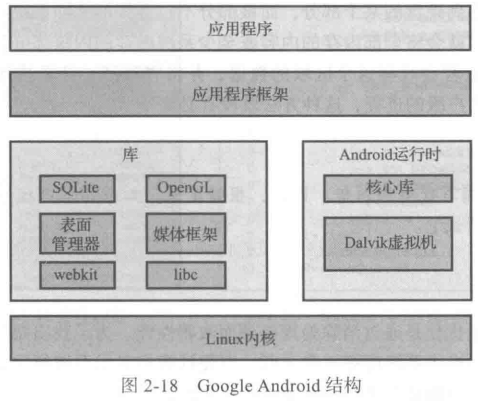 应用程序
应用程序框架
库
SQLite
OpenGL
表面
管理器
媒体框架
webkit
libc
Android运行时
核心库
Dalvik虚拟机
Linux内核
图 2-18 Google Android 结构